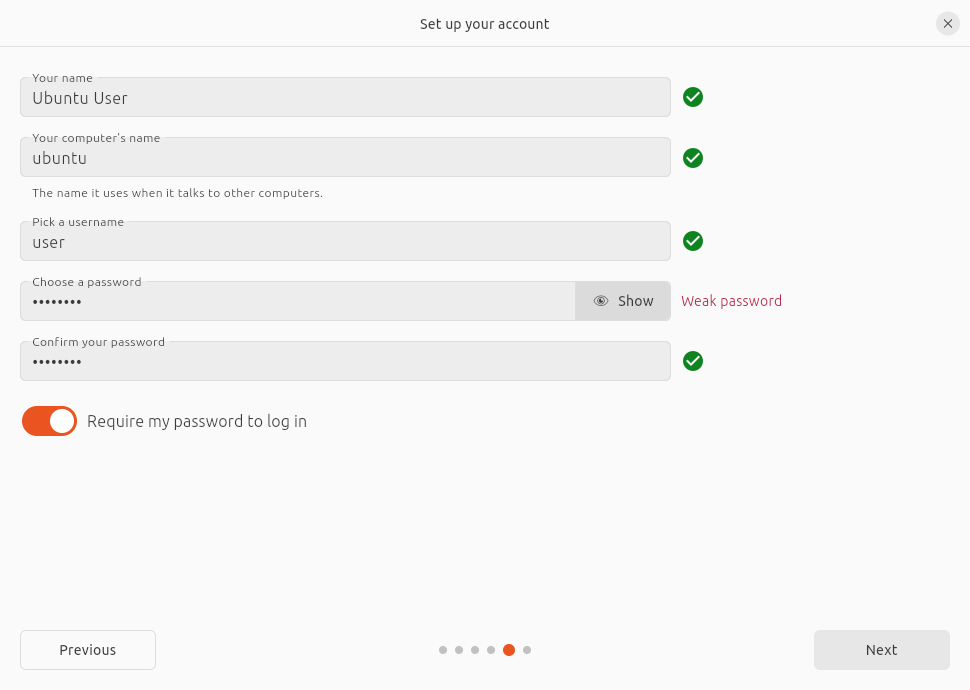 Set up your account
Your name
Ubuntu User
Your computer's name
ubuntu
The name it uses when it talks to other computers.
Pick a username
user
Choose a password
••••••••
Show
Weak password
Confirm your password
••••••••
Require my password to log in
Previous
Next